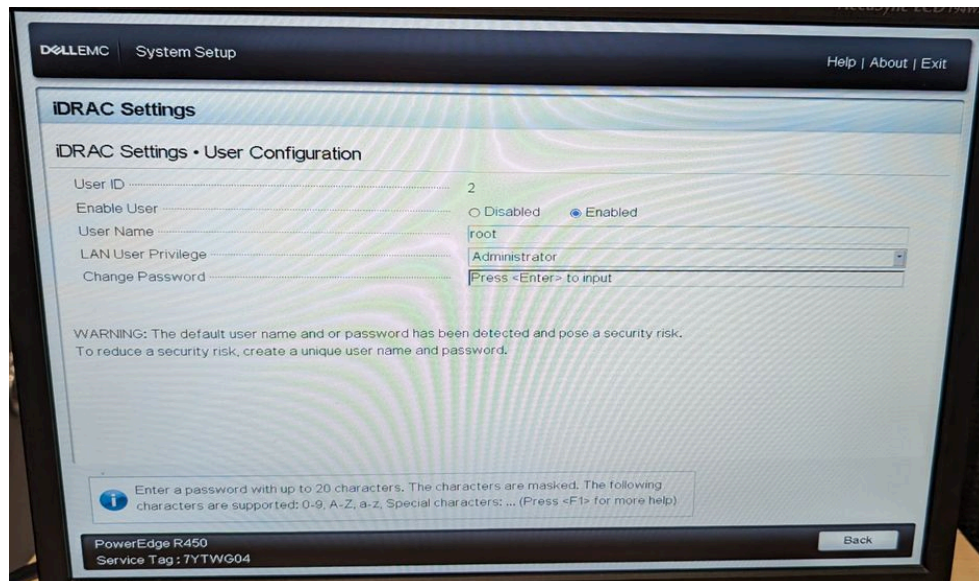 AccuSync LCD
DELLEMC System Setup
Help | About | Exit
iDRAC Settings
iDRAC Settings • User Configuration
User ID 2
Enable User Disabled Enabled
User Name root
LAN User Privilege Administrator
Change Password Press <Enter> to input
WARNING: The default user name and or password has been detected and pose a security risk.
To reduce a security risk, create a unique user name and password.
Enter a password with up to 20 characters. The characters are masked. The following
characters are supported: 0-9, A-Z, a-z, Special characters: ... (Press <F1> for more help)
PowerEdge R450
Service Tag : 7YTWG04
Back